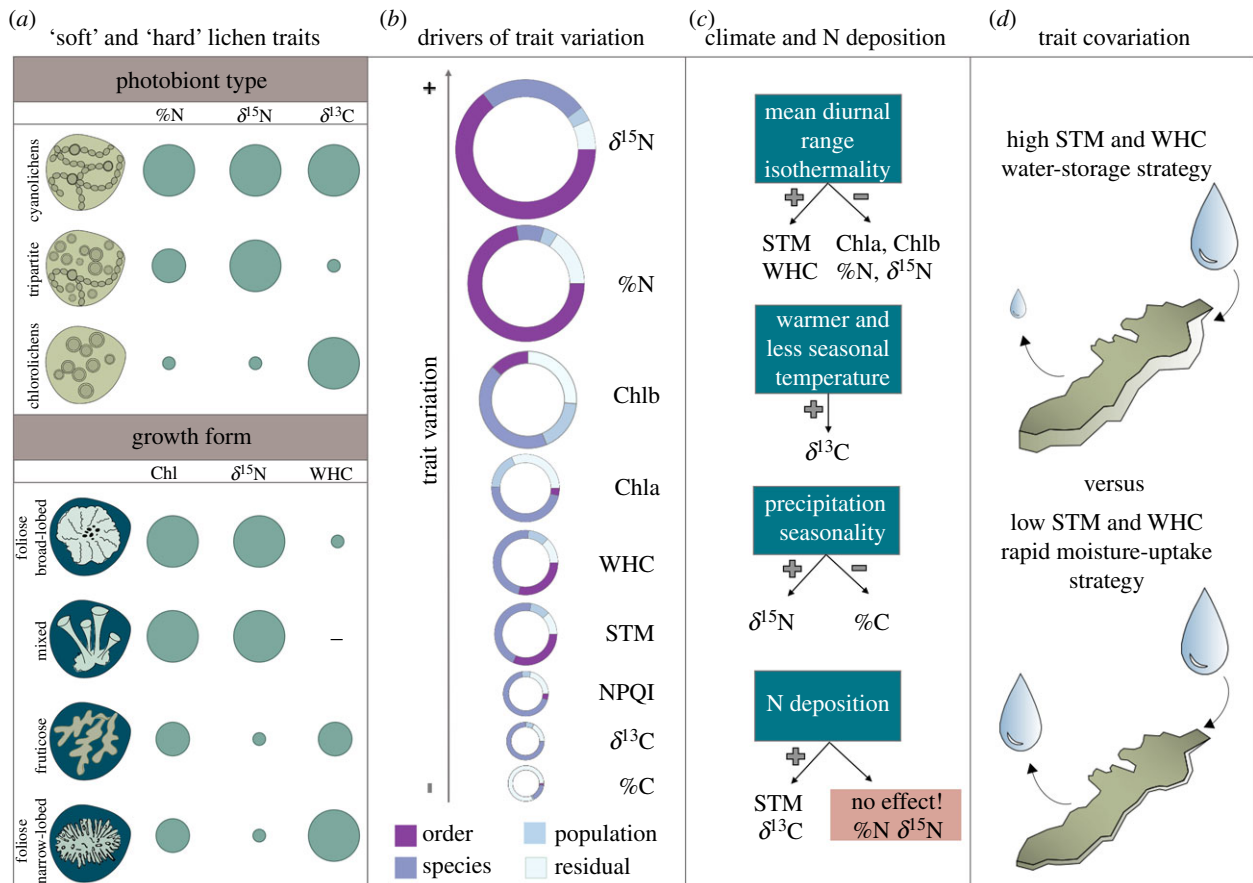 (a)
‘soft’ and ‘hard’ lichen traits
photobiont type
%N δ¹⁵N δ¹³C
cyanolichens
tripartite
chlorolichens
growth form
Chl δ¹⁵N WHC
foliose
broad-lobed
mixed
–
fruticose
foliose
narrow-lobed
(b)
drivers of trait variation
+
trait variation
-
δ¹⁵N
%N
Chlb
Chla
WHC
STM
NPQI
δ¹³C
%C
order
population
species
residual
(c)
climate and N deposition
mean diurnal
range
isothermality
+ –
STM Chla, Chlb
WHC %N, δ¹⁵N
warmer and
less seasonal
temperature
+
δ¹³C
precipitation
seasonality
+ –
δ¹⁵N %C
N deposition
+
STM
δ¹³C
no effect!
%N δ¹⁵N
(d)
trait covariation
high STM and WHC
water-storage strategy
versus
low STM and WHC
rapid moisture-uptake
strategy